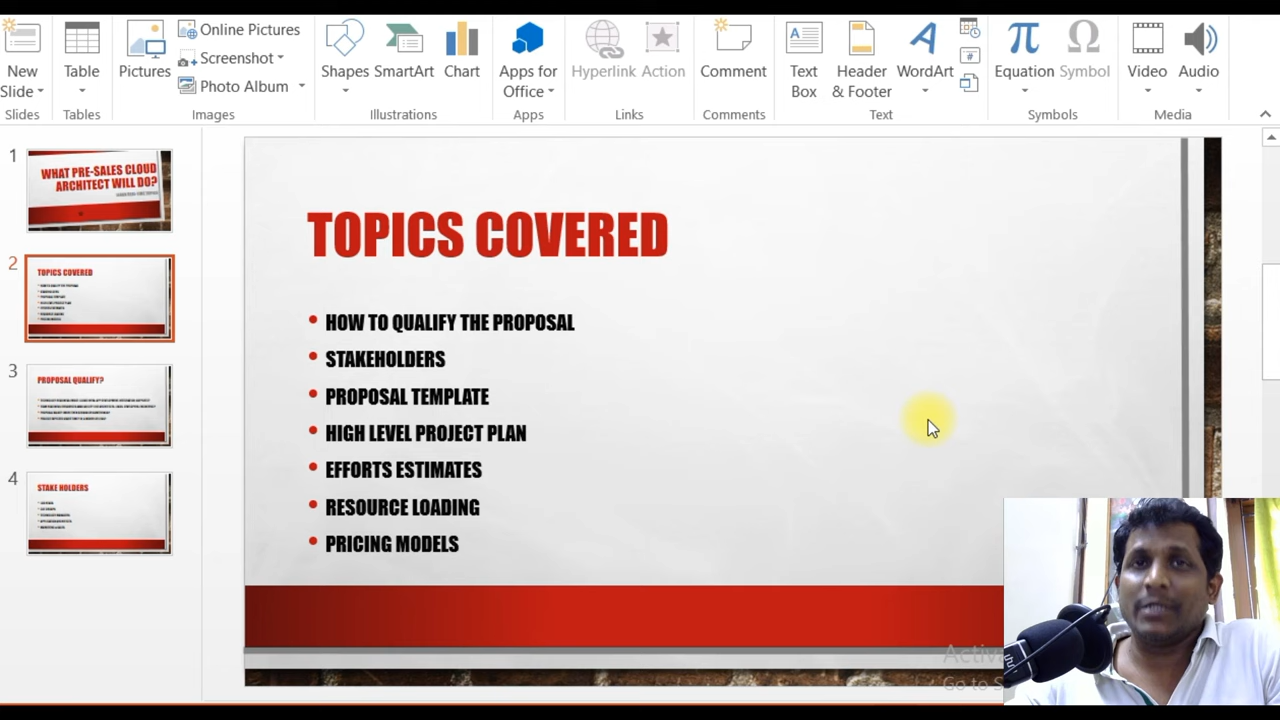 New
Slide
Slides
Table
Tables
Pictures
Online Pictures
Screenshot
Photo Album
Images
Shapes
SmartArt
Chart
Illustrations
Apps for
Office
Apps
Hyperlink
Action
Links
Comment
Comments
Text
Box
Header
& Footer
WordArt
#
Text
π
Equation
Ω
Symbol
Symbols
Video
Audio
Media
1
WHAT PRE-SALES CLOUD
ARCHITECT WILL DO?
2
TOPICS COVERED
3
PROPOSAL QUALIFY?
4
STAKE HOLDERS
TOPICS COVERED
• HOW TO QUALIFY THE PROPOSAL
• STAKEHOLDERS
• PROPOSAL TEMPLATE
• HIGH LEVEL PROJECT PLAN
• EFFORTS ESTIMATES
• RESOURCE LOADING
• PRICING MODELS
Go to S